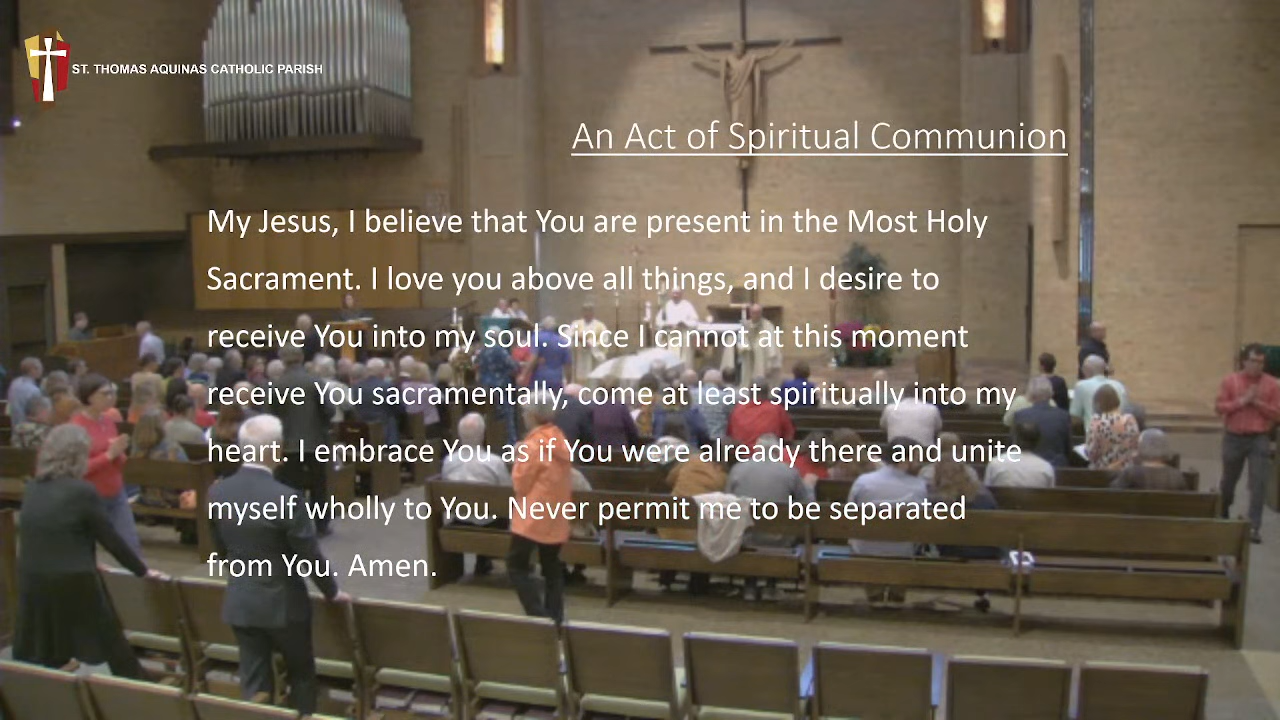 ST. THOMAS AQUINAS CATHOLIC PARISH
An Act of Spiritual Communion
My Jesus, I believe that You are present in the Most Holy
Sacrament. I love you above all things, and I desire to
receive You into my soul. Since I cannot at this moment
receive You sacramentally, come at least spiritually into my
heart. I embrace You as if You were already there and unite
myself wholly to You. Never permit me to be separated
from You. Amen.